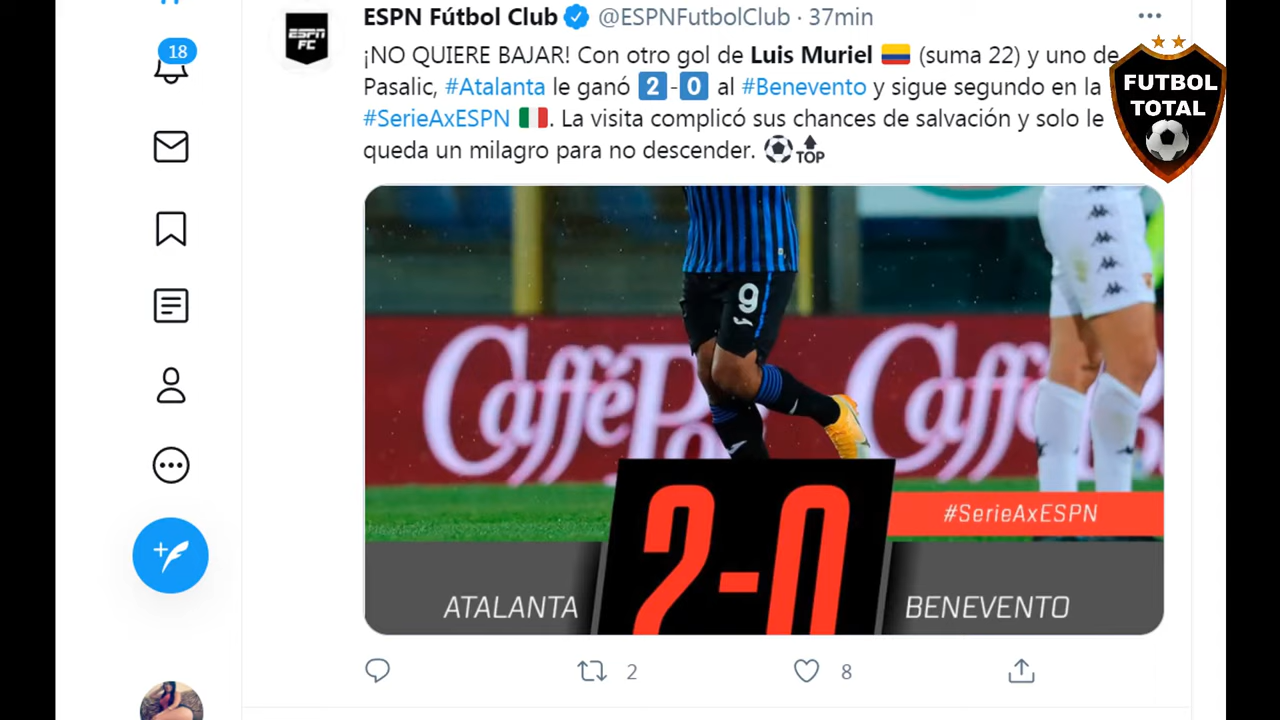 ESPN Fútbol Club @ESPNFutbolClub · 37min
18
ESPN
FC
¡NO QUIERE BAJAR! Con otro gol de Luis Muriel 🇨🇴 (suma 22) y uno de
Pasalic, #Atalanta le ganó 2️⃣-0️⃣ al #Benevento y sigue segundo en la
#SerieAxESPN 🇮🇹. La visita complicó sus chances de salvación y solo le
queda un milagro para no descender. ⚽🔝
FUTBOL
TOTAL
9
Caffè
Caffè
#SerieAxESPN
ATALANTA 2-0 BENEVENTO
2 8